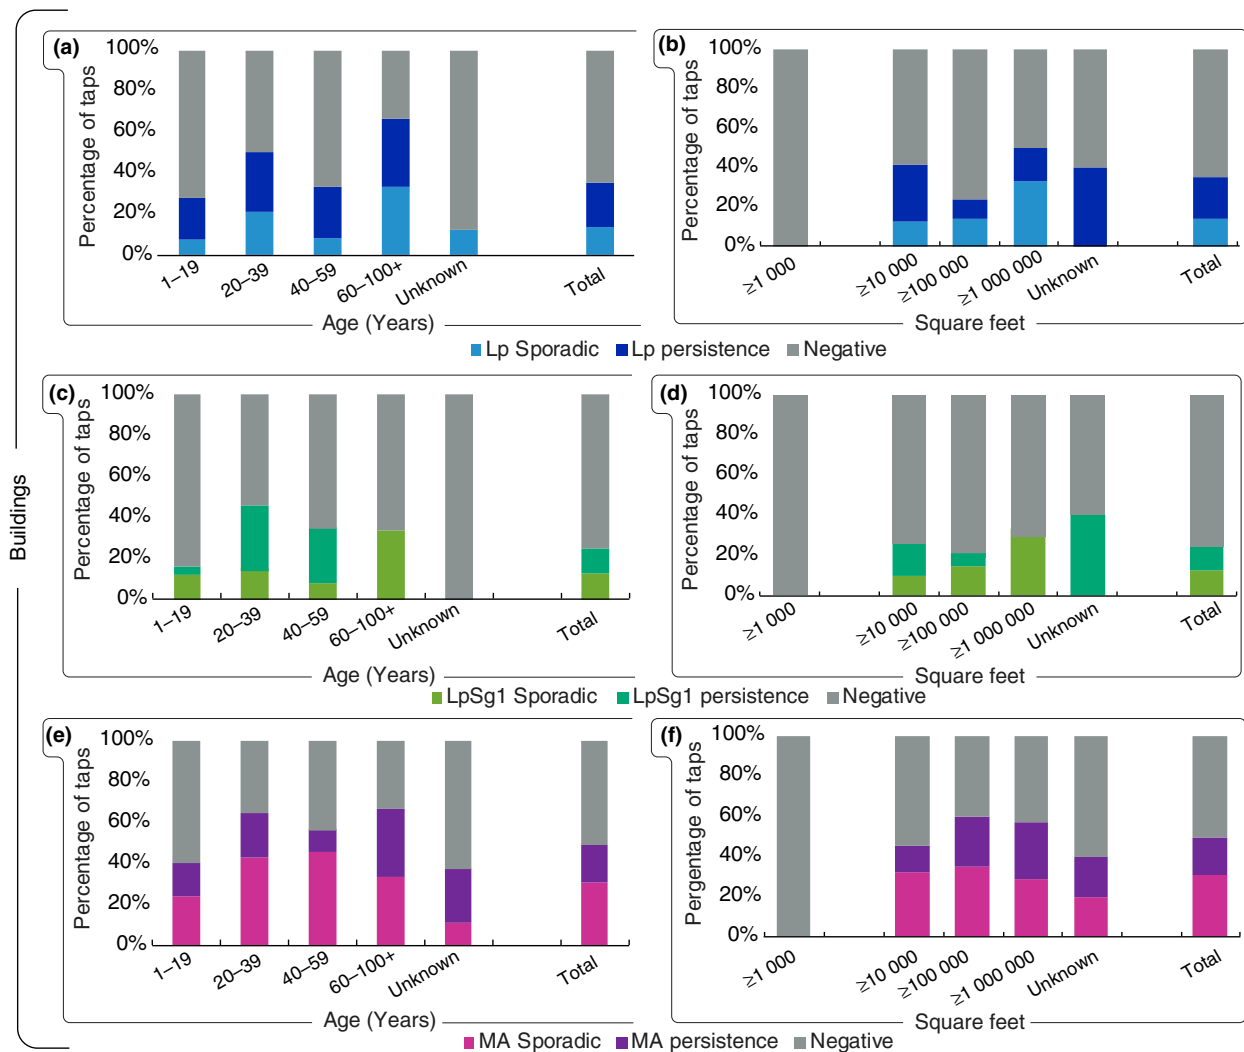 Buildings
(a)
Percentage of taps
100%
80%
60%
40%
20%
0%
1–19
20–39
40–59
60–100+
Unknown
Total
Age (Years)
(b)
Percentage of taps
100%
80%
60%
40%
20%
0%
≥1 000
≥10 000
≥100 000
≥1 000 000
Unknown
Total
Square feet
Lp Sporadic Lp persistence Negative
(c)
Percentage of taps
100%
80%
60%
40%
20%
0%
1–19
20–39
40–59
60–100+
Unknown
Total
Age (Years)
(d)
Percentage of taps
100%
80%
60%
40%
20%
0%
≥1 000
≥10 000
≥100 000
≥1 000 000
Unknown
Total
Square feet
LpSg1 Sporadic LpSg1 persistence Negative
(e)
Percentage of taps
100%
80%
60%
40%
20%
0%
1–19
20–39
40–59
60–100+
Unknown
Total
Age (Years)
(f)
Pergentage of taps
100%
80%
60%
40%
20%
0%
≥1 000
≥10 000
≥100 000
≥1 000 000
Unknown
Total
Square feet
MA Sporadic MA persistence Negative